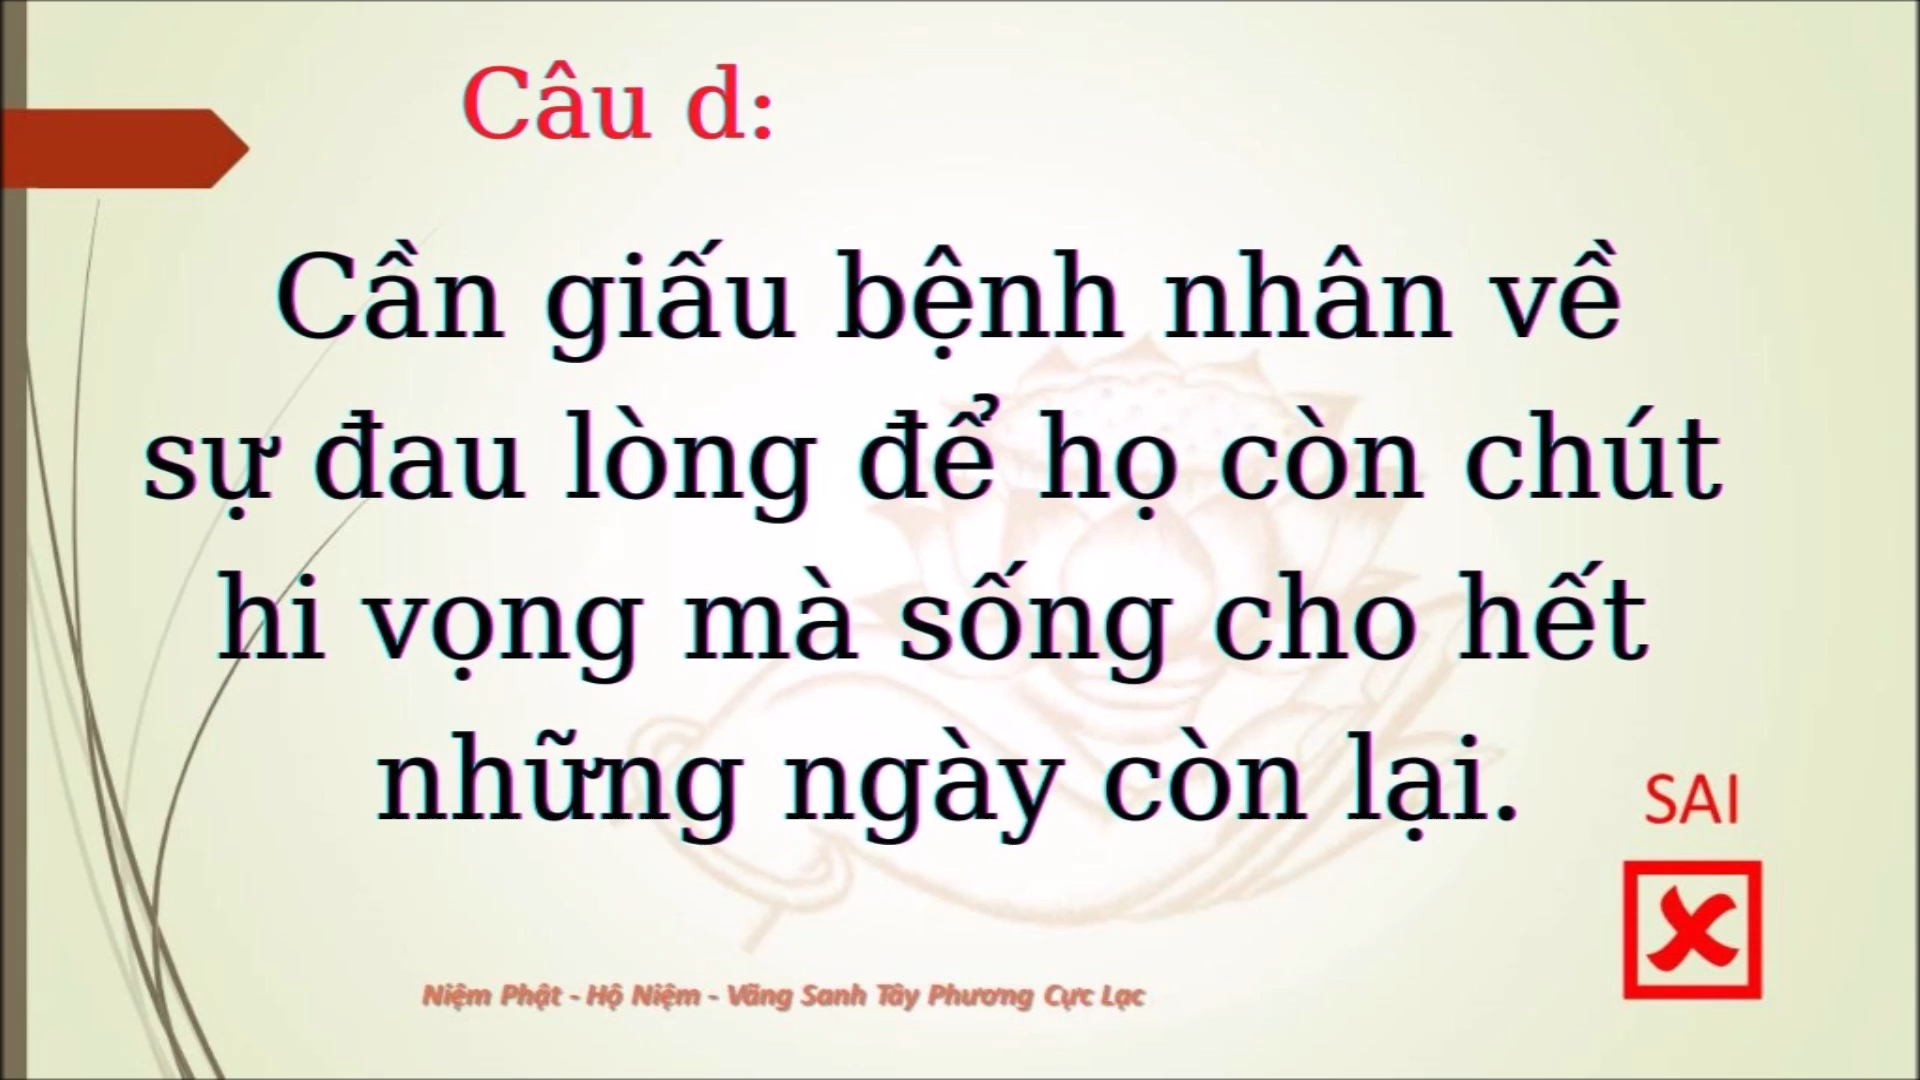 Câu d:
Cần giấu bệnh nhân về
sự đau lòng để họ còn chút
hi vọng mà sống cho hết
những ngày còn lại.
SAI
Niệm Phật - Hộ Niệm - Vãng Sanh Tây Phương Cực Lạc